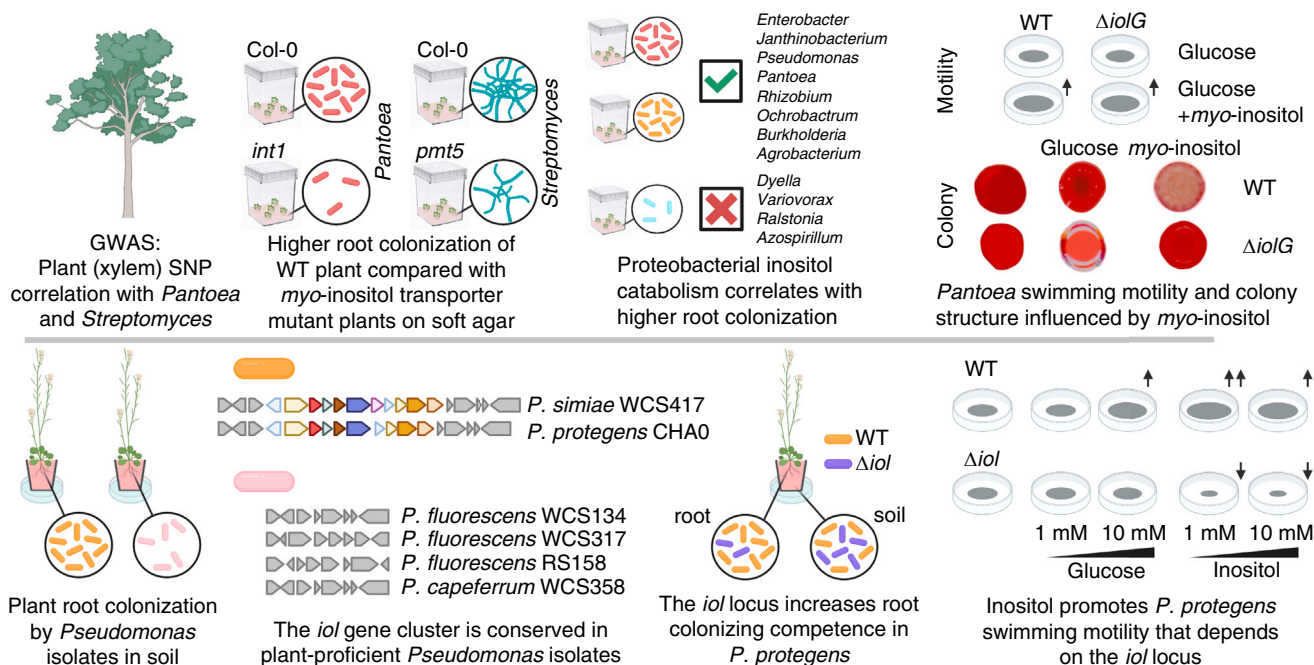 GWAS:
Plant (xylem) SNP
correlation with Pantoea
and Streptomyces
Col-0
Col-0
int1
pmt5
Pantoea
Streptomyces
Higher root colonization of
WT plant compared with
myo-inositol transporter
mutant plants on soft agar
Enterobacter
Janthinobacterium
Pseudomonas
Pantoea
Rhizobium
Ochrobactrum
Burkholderia
Agrobacterium
Dyella
Variovorax
Ralstonia
Azospirillum
Proteobacterial inositol
catabolism correlates with
higher root colonization
WT
ΔiolG
Motility
Glucose
Glucose
+myo-inositol
Glucose myo-inositol
Colony
WT
ΔiolG
Pantoea swimming motility and colony
structure influenced by myo-inositol
Plant root colonization
by Pseudomonas
isolates in soil
P. simiae WCS417
P. protegens CHA0
P. fluorescens WCS134
P. fluorescens WCS317
P. fluorescens RS158
P. capeferrum WCS358
The iol gene cluster is conserved in
plant-proficient Pseudomonas isolates
WT
Δiol
root
soil
The iol locus increases root
colonizing competence in
P. protegens
WT
Δiol
1 mM 10 mM 1 mM 10 mM
Glucose Inositol
Inositol promotes P. protegens
swimming motility that depends
on the iol locus